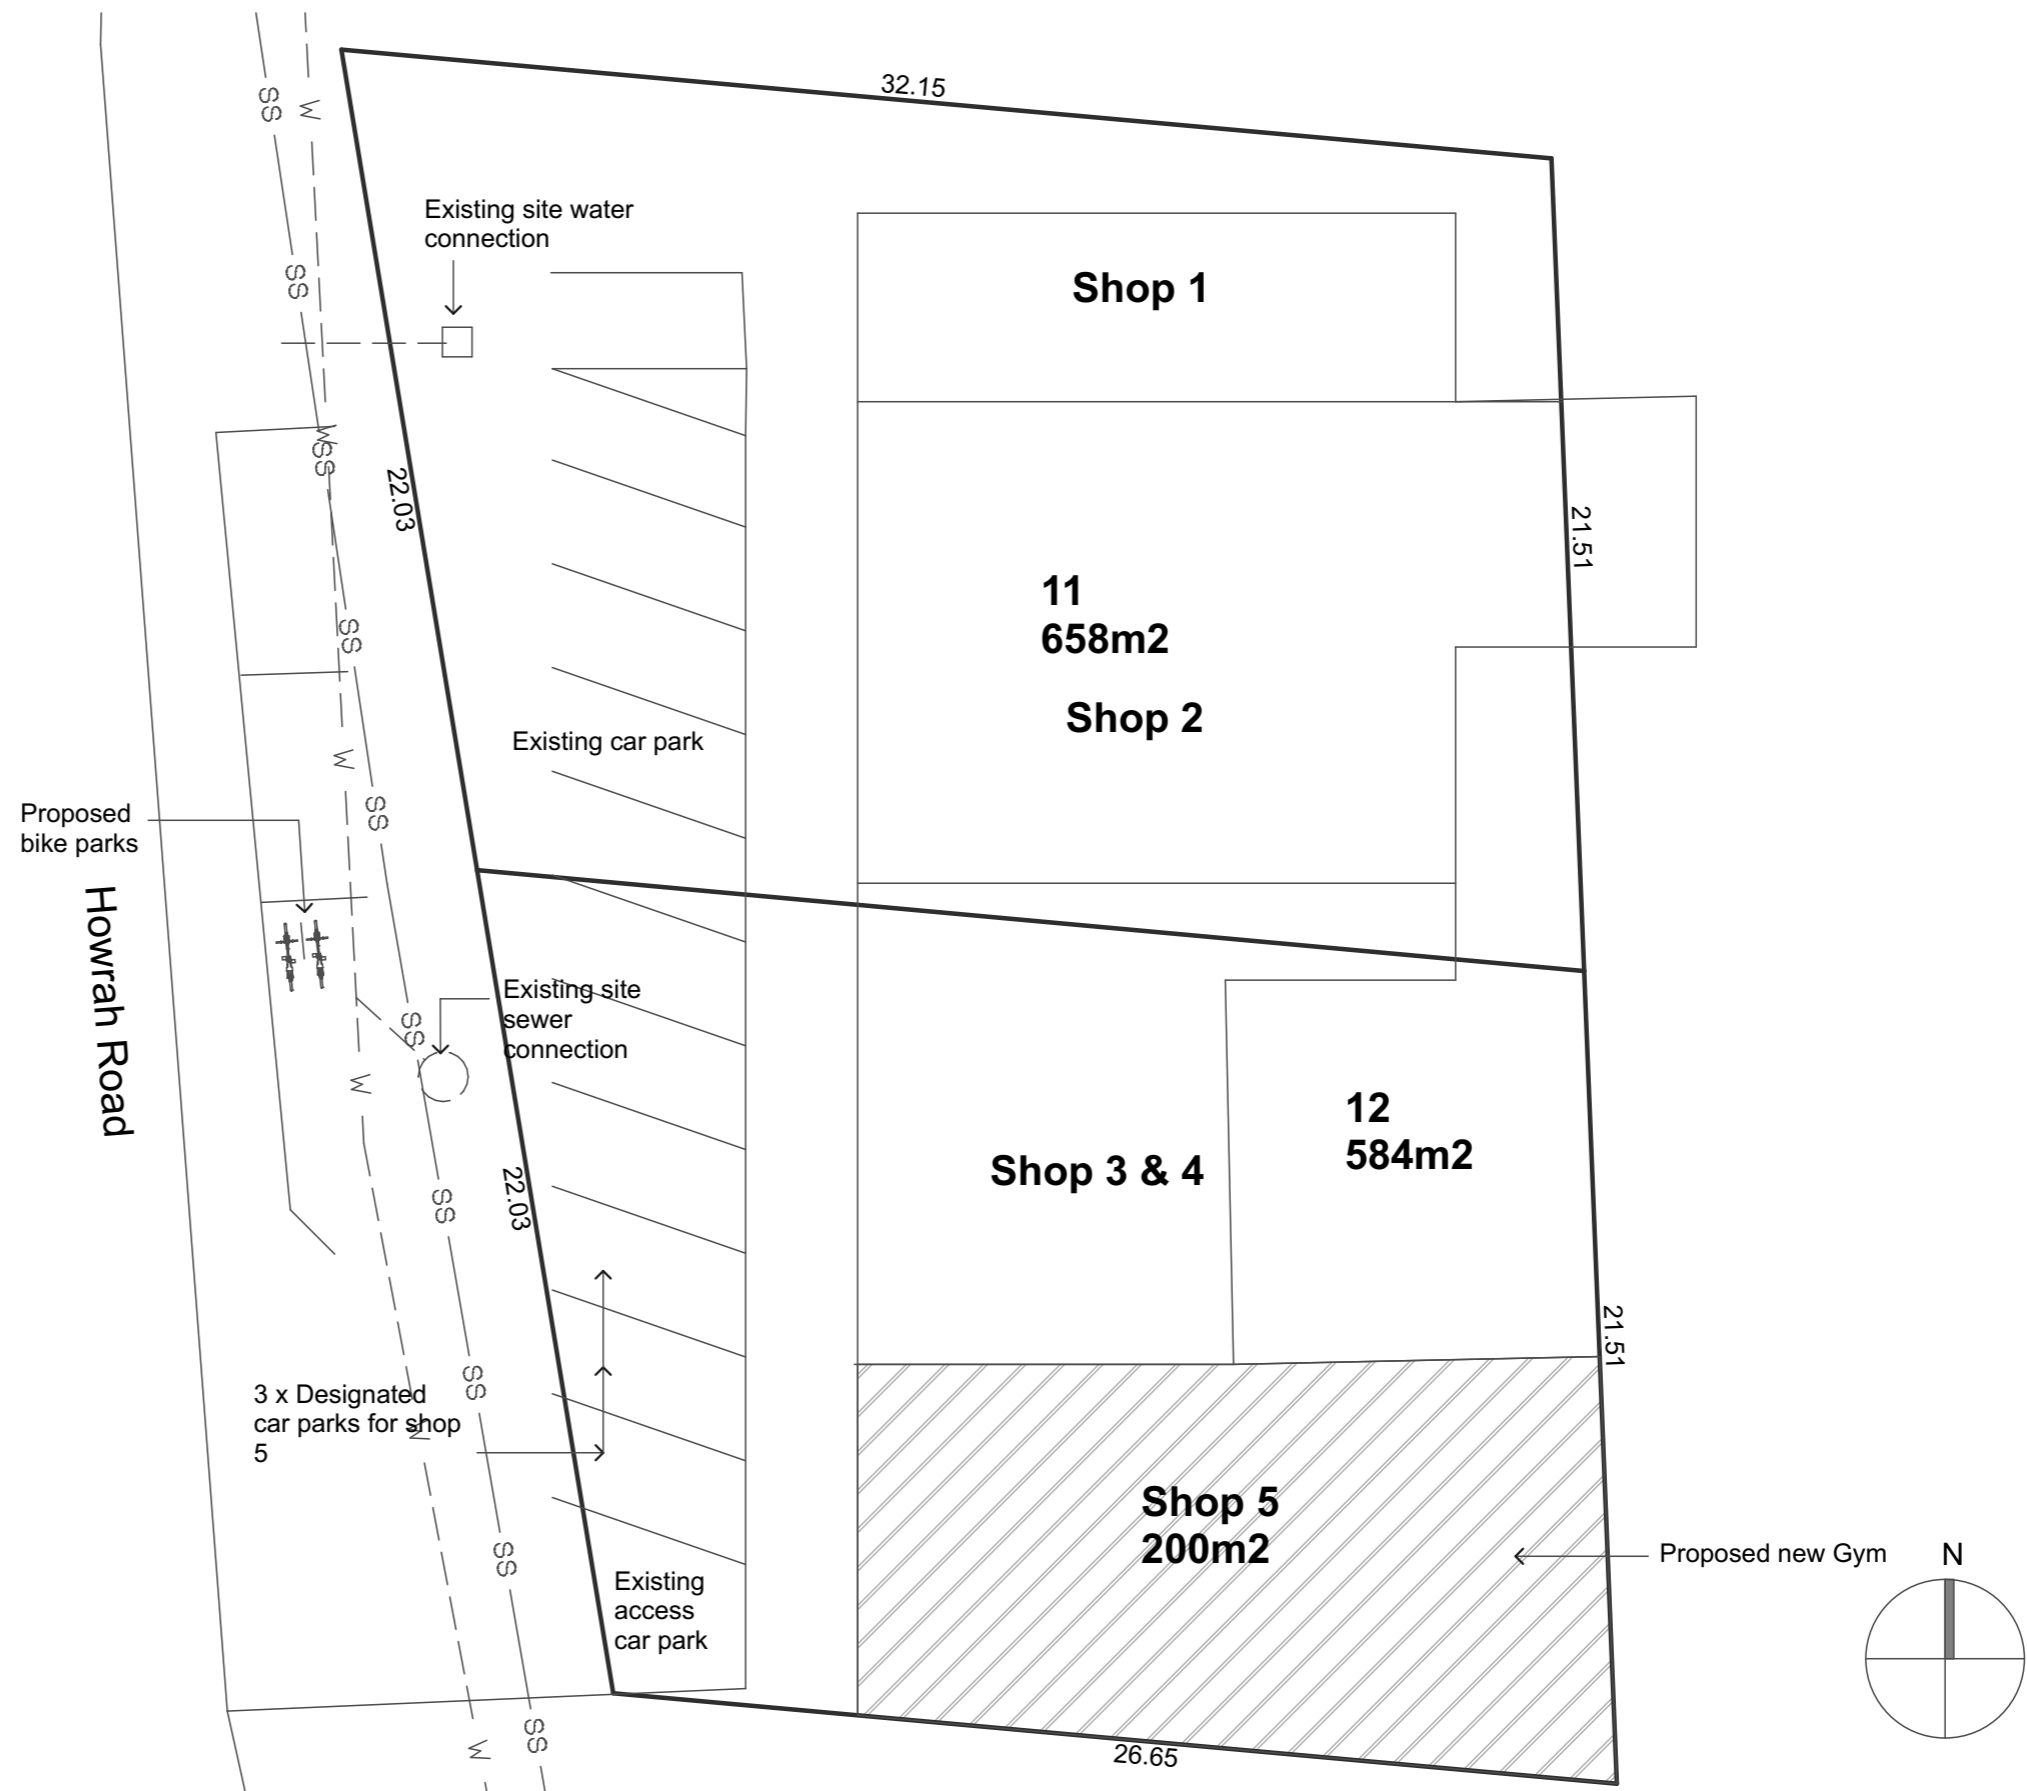 32.15
SS
W
Existing site water
connection
Shop 1
SS
W
SS
22.03
21.51
11
658m2
SS
Shop 2
Existing car park
W
Proposed
bike parks
SS
Howrah Road
Existing site
sewer
connection
SS
W
12
584m2
Shop 3 & 4
SS
22.03
21.51
3 x Designated
car parks for shop
5
SS
W
Shop 5
200m2
Proposed new Gym
N
SS
Existing
access
car park
SS
W
26.65